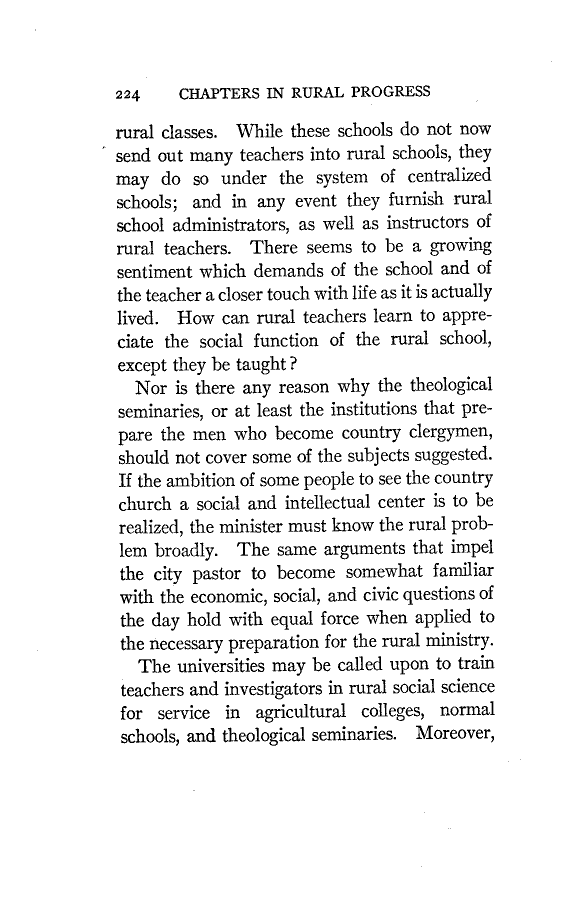 224 CHAPTERS IN RURAL PROGRESS
rural classes. While these schools do not now
send out many teachers into rural schools, they
may do so under the system of centralized
schools; and in any event they furnish rural
school administrators, as well as instructors of
rural teachers. There seems to be a growing
sentiment which demands of the school and of
the teacher a closer touch with life as it is actually
lived. How can rural teachers learn to appre-
ciate the social function of the rural school,
except they be taught?
Nor is there any reason why the theological
seminaries, or at least the institutions that pre-
pare the men who become country clergymen,
should not cover some of the subjects suggested.
If the ambition of some people to see the country
church a social and intellectual center is to be
realized, the minister must know the rural prob-
lem broadly. The same arguments that impel
the city pastor to become somewhat familiar
with the economic, social, and civic questions of
the day hold with equal force when applied to
the necessary preparation for the rural ministry.
The universities may be called upon to train
teachers and investigators in rural social science
for service in agricultural colleges, normal
schools, and theological seminaries. Moreover,